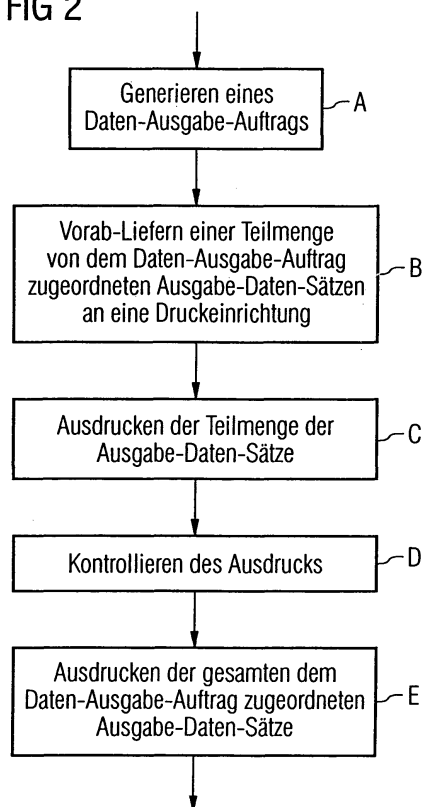 FIG 2
Generieren eines
Daten-Ausgabe-Auftrags
A
Vorab-Liefern einer Teilmenge
von dem Daten-Ausgabe-Auftrag
zugeordneten Ausgabe-Daten-Sätzen
an eine Druckeinrichtung
B
Ausdrucken der Teilmenge der
Ausgabe-Daten-Sätze
C
Kontrollieren des Ausdrucks
D
Ausdrucken der gesamten dem
Daten-Ausgabe-Auftrag zugeordneten
Ausgabe-Daten-Sätze
E